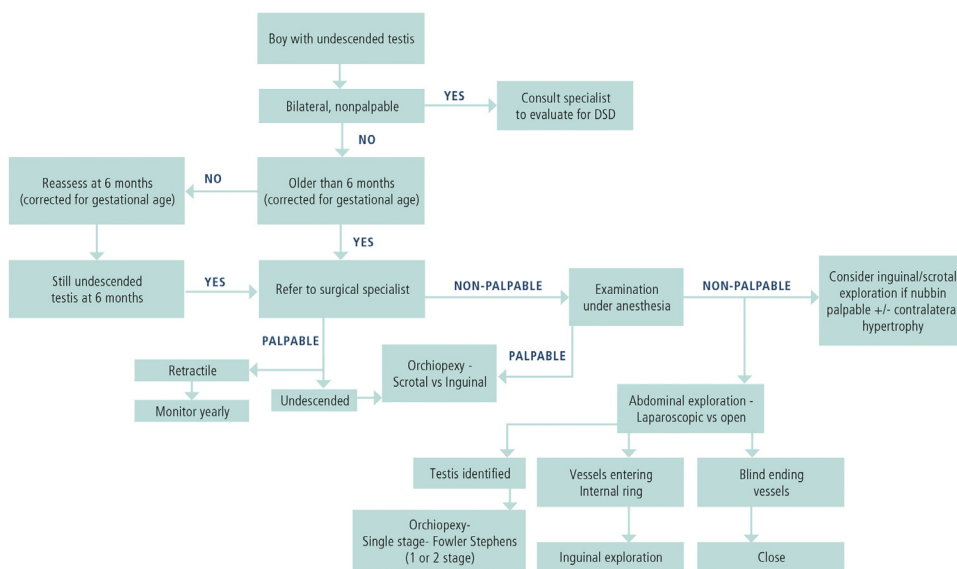 Boy with undescended testis
Bilateral, nonpalpable
YES
Consult specialist
to evaluate for DSD
NO
Reassess at 6 months
(corrected for gestational age)
NO
Older than 6 months
(corrected for gestational age)
YES
Still undescended
testis at 6 months
YES
Refer to surgical specialist
NON-PALPABLE
Examination
under anesthesia
NON-PALPABLE
Consider inguinal/scrotal
exploration if nubbin
palpable +/- contralateral
hypertrophy
PALPABLE
Retractile
Monitor yearly
Undescended
PALPABLE
Orchiopexy -
Scrotal vs Inguinal
Abdominal exploration -
Laparoscopic vs open
Testis identified
Vessels entering
Internal ring
Blind ending
vessels
Orchiopexy-
Single stage- Fowler Stephens
(1 or 2 stage)
Inguinal exploration
Close